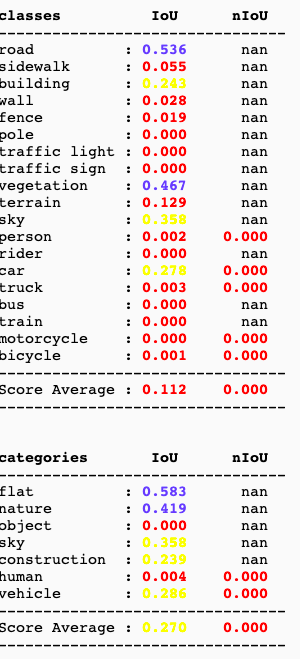 classes          IoU      nIoU
--------------------------------
road          : 0.536      nan
sidewalk      : 0.055      nan
building      : 0.243      nan
wall          : 0.028      nan
fence         : 0.019      nan
pole          : 0.000      nan
traffic light : 0.000      nan
traffic sign  : 0.000      nan
vegetation    : 0.467      nan
terrain       : 0.129      nan
sky           : 0.358      nan
person        : 0.002    0.000
rider         : 0.000      nan
car           : 0.278    0.000
truck         : 0.003    0.000
bus           : 0.000      nan
train         : 0.000      nan
motorcycle    : 0.000    0.000
bicycle       : 0.001    0.000
--------------------------------
Score Average : 0.112    0.000
--------------------------------
categories       IoU      nIoU
--------------------------------
flat          : 0.583      nan
nature        : 0.419      nan
object        : 0.000      nan
sky           : 0.358      nan
construction  : 0.239      nan
human         : 0.004    0.000
vehicle       : 0.286    0.000
--------------------------------
Score Average : 0.270    0.000
--------------------------------